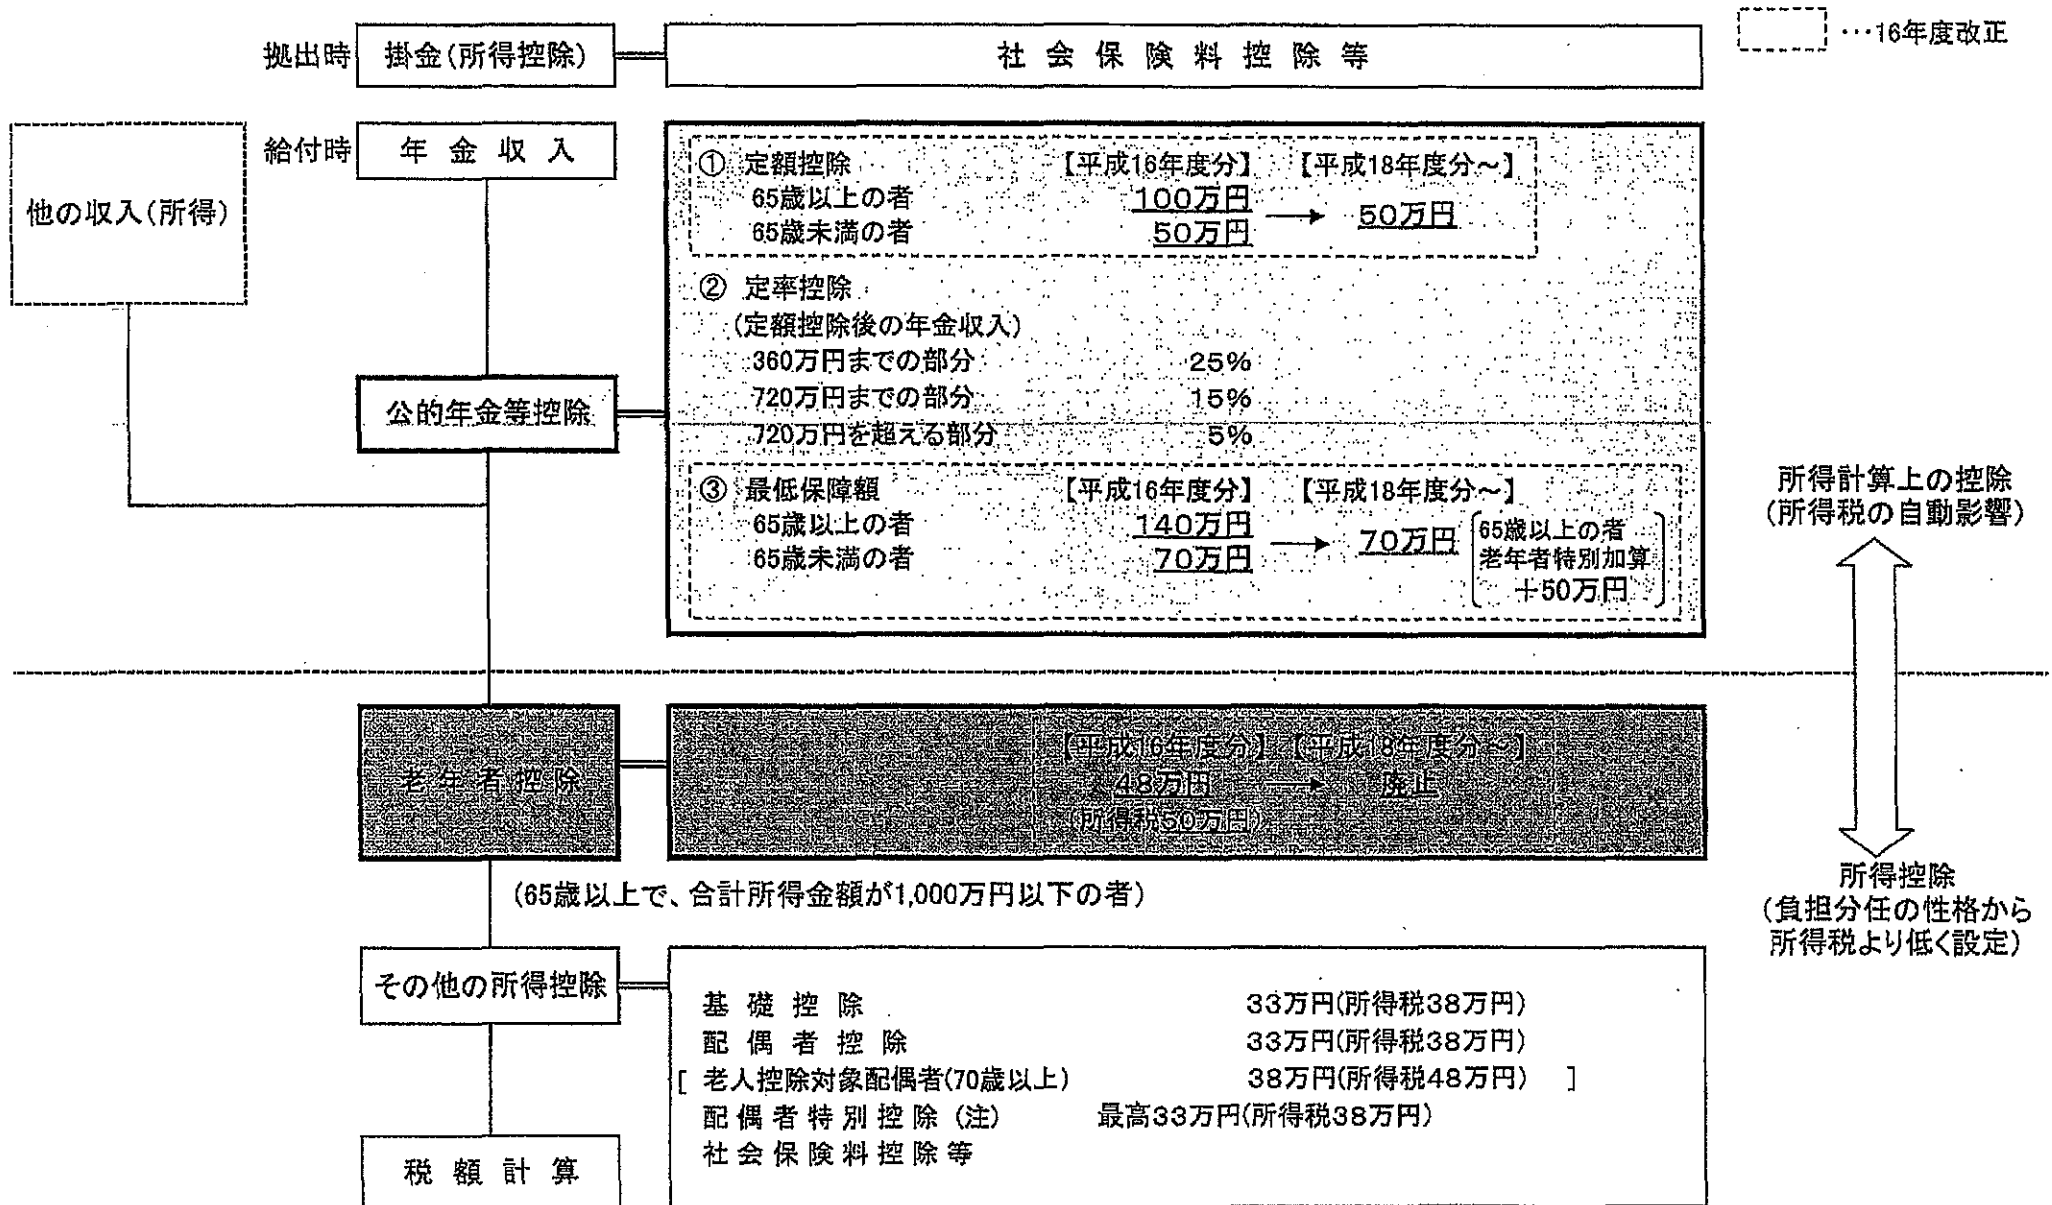 …16年度改正
拠出時 掛金(所得控除) 社会保険料控除等
給付時 年金収入
他の収入(所得)
① 定額控除 【平成16年度分】 【平成18年度分~】
65歳以上の者 100万円
→ 50万円
65歳未満の者 50万円
② 定率控除
(定額控除後の年金収入)
360万円までの部分 25%
720万円までの部分 15%
720万円を超える部分 5%
公的年金等控除
③ 最低保障額 【平成16年度分】 【平成18年度分~】
65歳以上の者 140万円
→ 70万円
65歳未満の者 70万円
65歳以上の者
老年者特別加算
+50万円
所得計算上の控除
(所得税の自動影響)
老年者控除
【平成16年度分】 【平成18年度分~】
48万円 → 廃止
(所得税50万円)
(65歳以上で、合計所得金額が1,000万円以下の者)
所得控除
(負担分任の性格から
所得税より低く設定)
その他の所得控除
基礎控除 33万円(所得税38万円)
配偶者控除 33万円(所得税38万円)
[ 老人控除対象配偶者(70歳以上) 38万円(所得税48万円) ]
配偶者特別控除 (注) 最高33万円(所得税38万円)
社会保険料控除等
税額計算